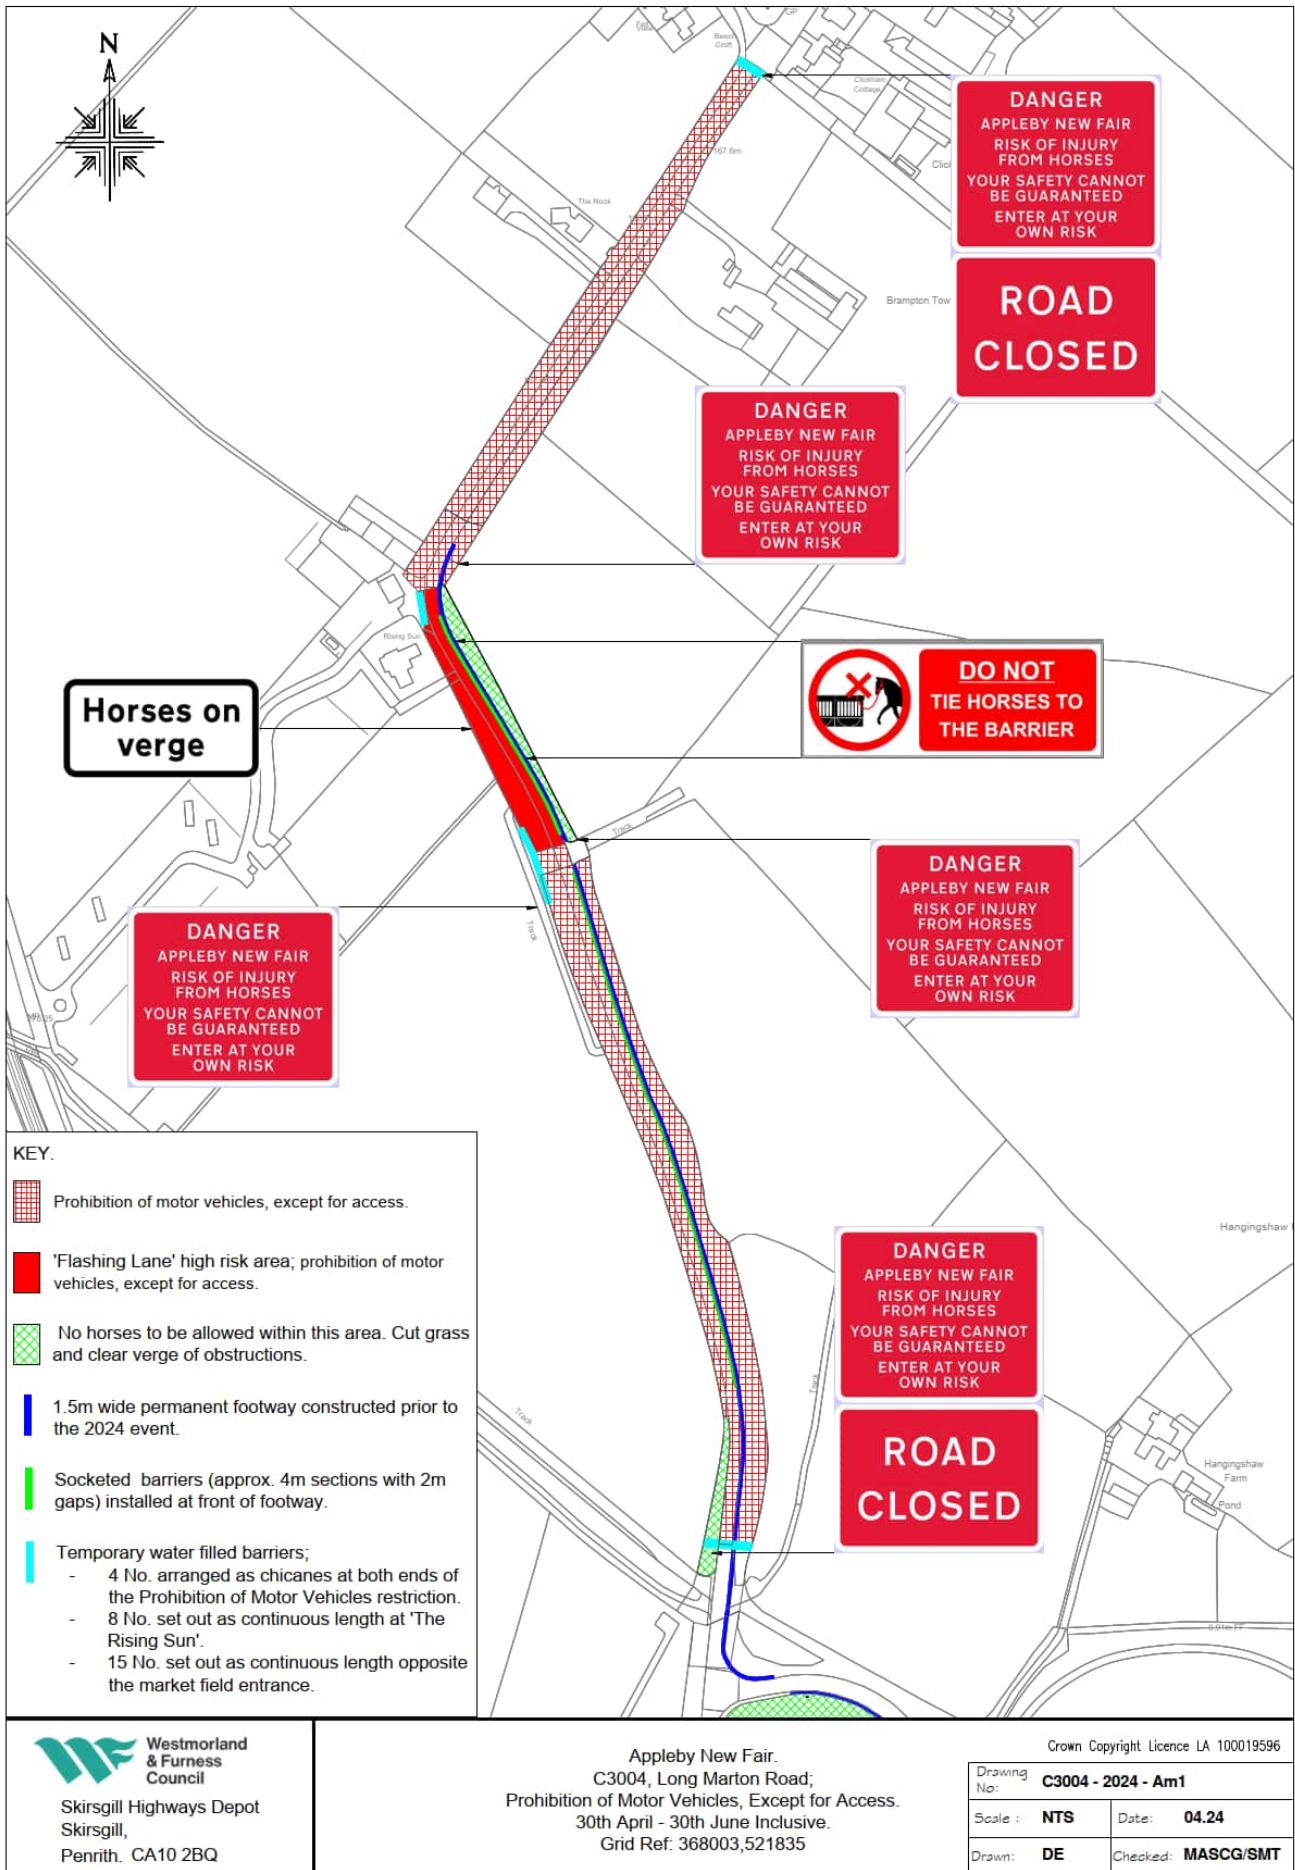 N
GP
Beech
Croft
Clickham
Cottage
167.6m
The Nook
Brampton Tow
DANGER
APPLEBY NEW FAIR
RISK OF INJURY
FROM HORSES
YOUR SAFETY CANNOT
BE GUARANTEED
ENTER AT YOUR
OWN RISK
ROAD
CLOSED
DANGER
APPLEBY NEW FAIR
RISK OF INJURY
FROM HORSES
YOUR SAFETY CANNOT
BE GUARANTEED
ENTER AT YOUR
OWN RISK
Rising Sun
DO NOT
TIE HORSES TO
THE BARRIER
Horses on
verge
Track
DANGER
APPLEBY NEW FAIR
RISK OF INJURY
FROM HORSES
YOUR SAFETY CANNOT
BE GUARANTEED
ENTER AT YOUR
OWN RISK
DANGER
APPLEBY NEW FAIR
RISK OF INJURY
FROM HORSES
YOUR SAFETY CANNOT
BE GUARANTEED
ENTER AT YOUR
OWN RISK
Track
Hangingshaw
DANGER
APPLEBY NEW FAIR
RISK OF INJURY
FROM HORSES
YOUR SAFETY CANNOT
BE GUARANTEED
ENTER AT YOUR
OWN RISK
ROAD
CLOSED
Track
Track
Hangingshaw
Farm
Pond
KEY.
Prohibition of motor vehicles, except for access.
'Flashing Lane' high risk area; prohibition of motor
vehicles, except for access.
No horses to be allowed within this area. Cut grass
and clear verge of obstructions.
1.5m wide permanent footway constructed prior to
the 2024 event.
Socketed barriers (approx. 4m sections with 2m
gaps) installed at front of footway.
Temporary water filled barriers;
- 4 No. arranged as chicanes at both ends of
the Prohibition of Motor Vehicles restriction.
- 8 No. set out as continuous length at 'The
Rising Sun'.
- 15 No. set out as continuous length opposite
the market field entrance.
Westmorland
& Furness
Council
Skirsgill Highways Depot
Skirsgill,
Penrith. CA10 2BQ
Appleby New Fair.
C3004, Long Marton Road;
Prohibition of Motor Vehicles, Except for Access.
30th April - 30th June Inclusive.
Grid Ref: 368003,521835
Crown Copyright Licence LA 100019596
Drawing No: C3004 - 2024 - Am1
Scale : NTS Date: 04.24
Drawn: DE Checked: MASCG/SMT